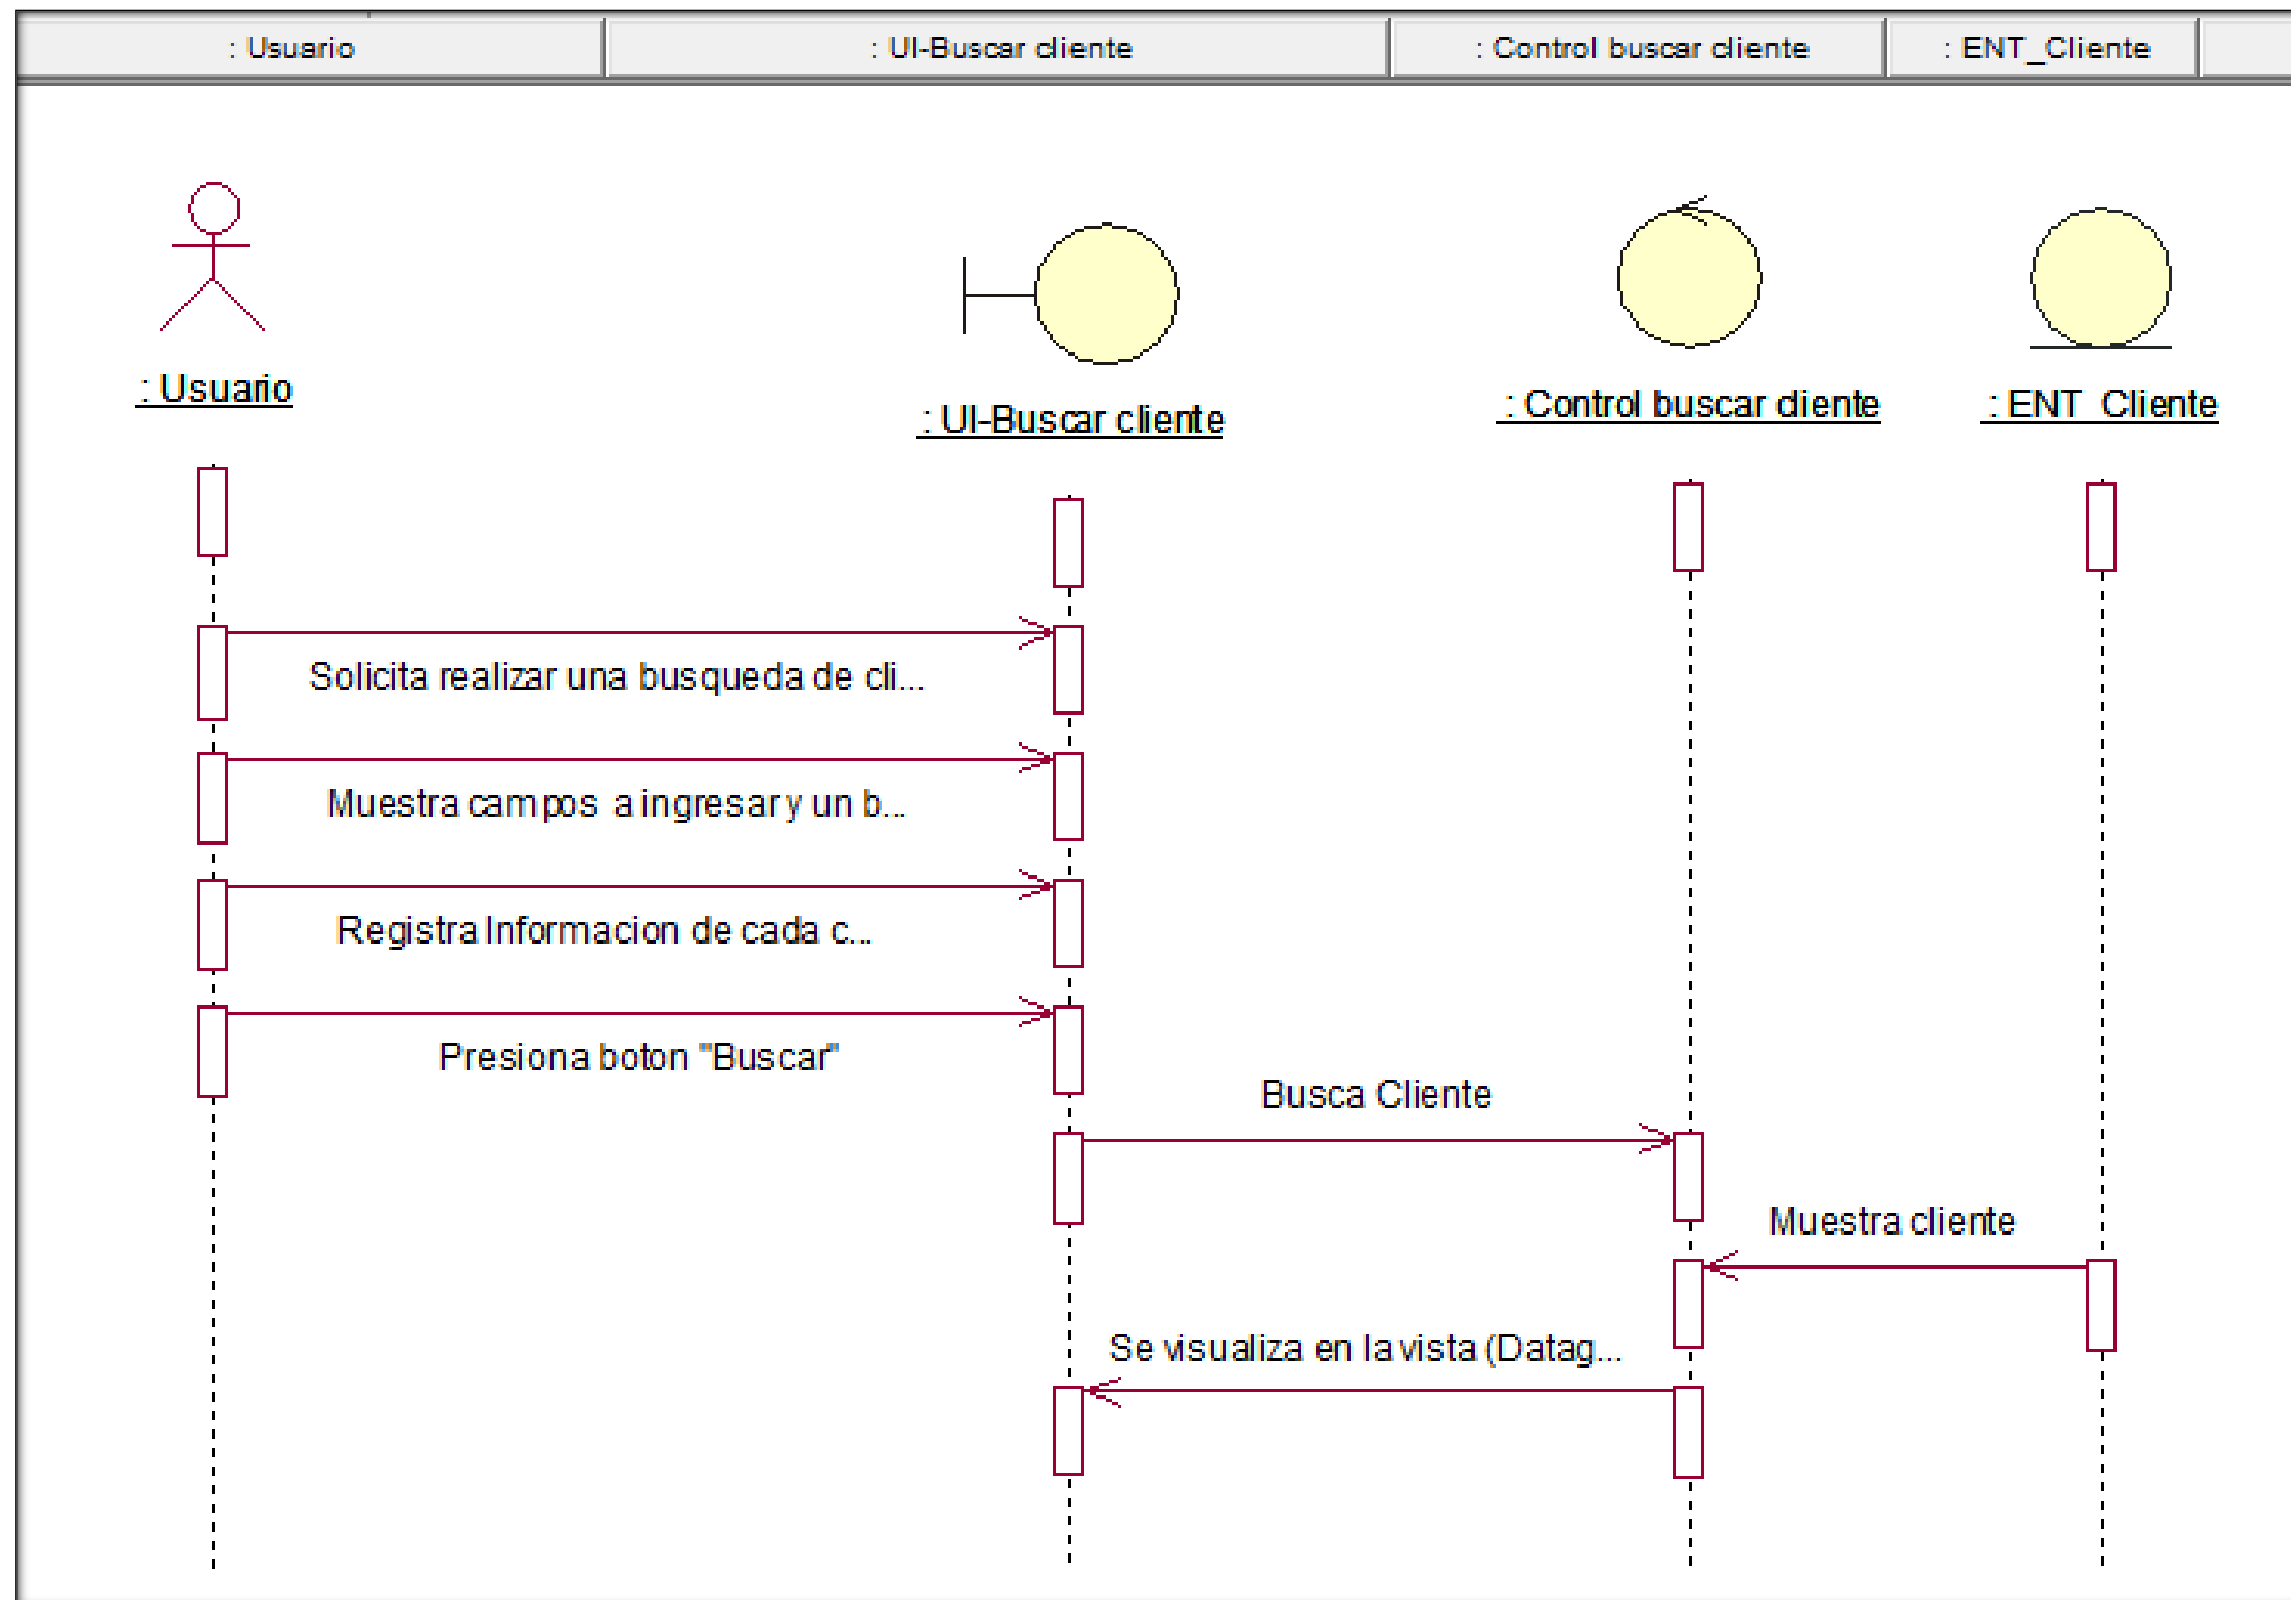 : Usuario
: UI-Buscar cliente
: Control buscar cliente
: ENT_Cliente
: Usuario
: UI-Buscar cliente
: Control buscar cliente
: ENT_Cliente
Solicita realizar una busqueda de cli...
Muestra campos a ingresar y un b...
Registra Informacion de cada c...
Presiona boton "Buscar"
Busca Cliente
Muestra cliente
Se visualiza en la vista (Datag...